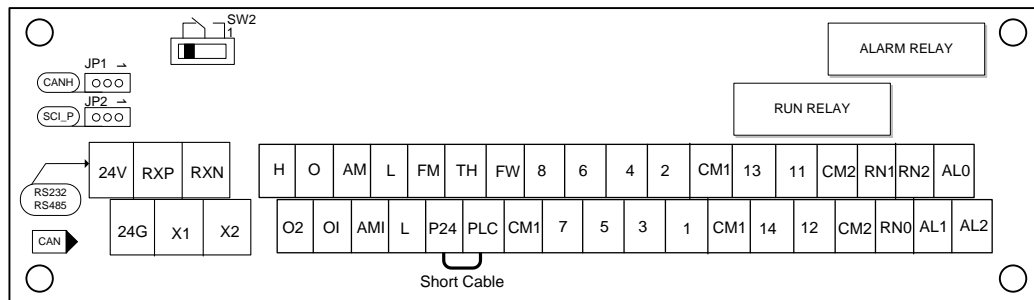 SW2
1
ALARM RELAY
JP1 1
CANH
JP2 1
SCI_P
RUN RELAY
24V RXP RXN
H O AM L FM TH FW 8 6 4 2 CM1 13 11 CM2 RN1 RN2 AL0
RS232
RS485
24G X1 X2
O2 OI AMI L P24 PLC CM1 7 5 3 1 CM1 14 12 CM2 RN0 AL1 AL2
CAN
Short Cable